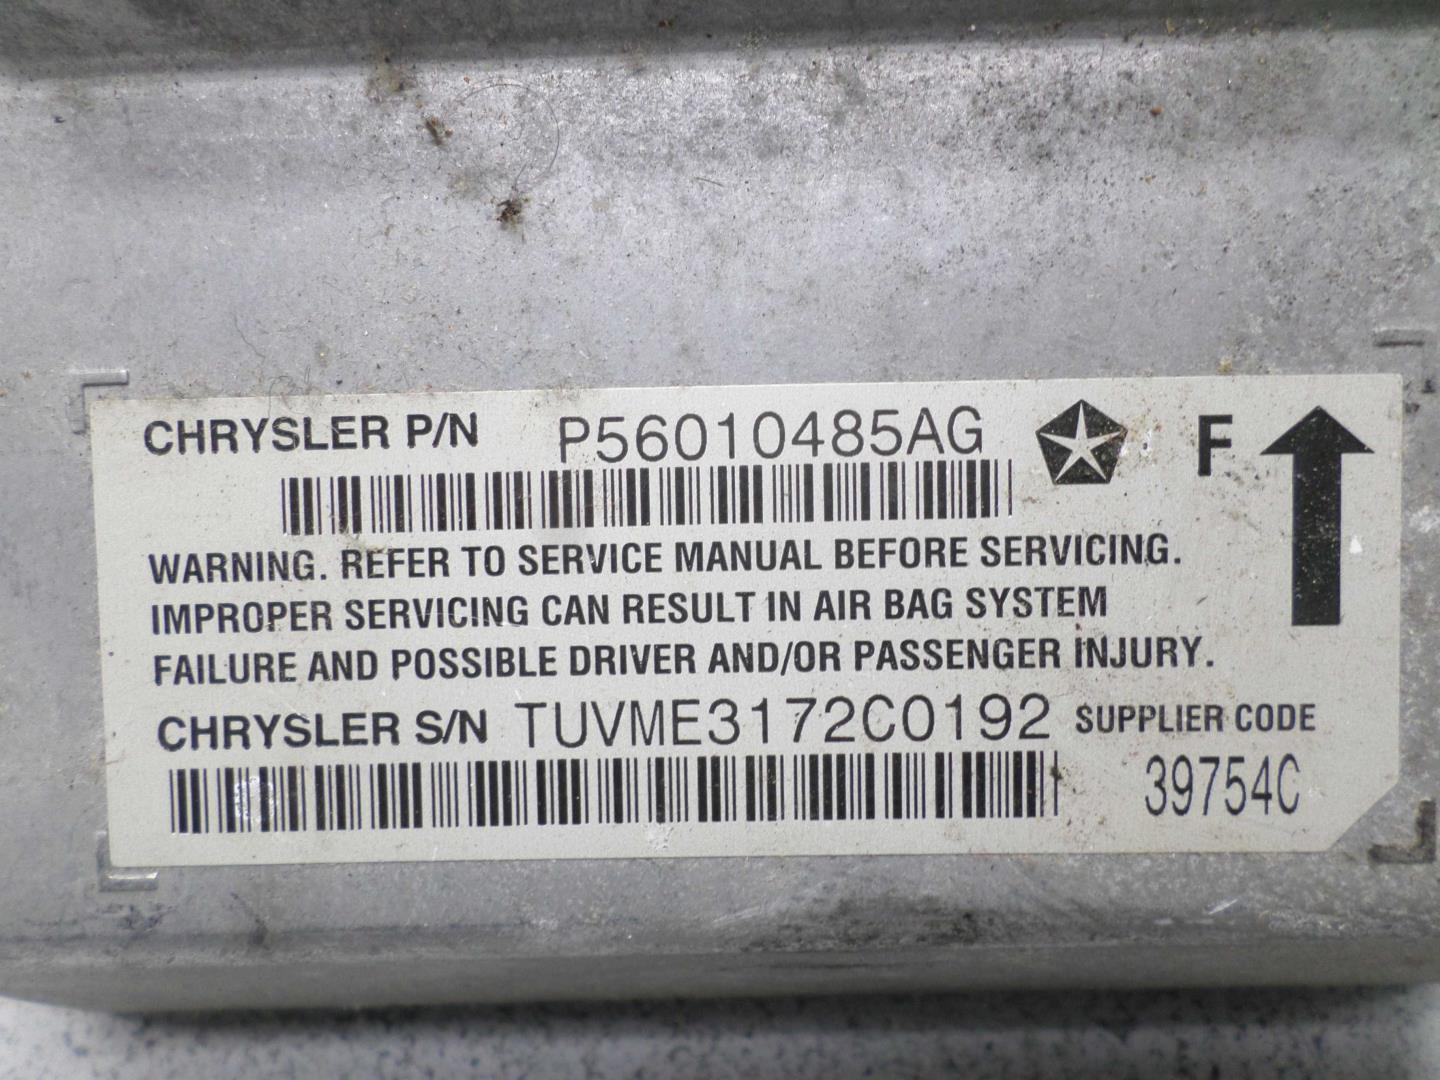 CHRYSLER P/N P56010485AG F
WARNING. REFER TO SERVICE MANUAL BEFORE SERVICING.
IMPROPER SERVICING CAN RESULT IN AIR BAG SYSTEM
FAILURE AND POSSIBLE DRIVER AND/OR PASSENGER INJURY.
CHRYSLER S/N TUVME3172C0192 SUPPLIER CODE
39754C